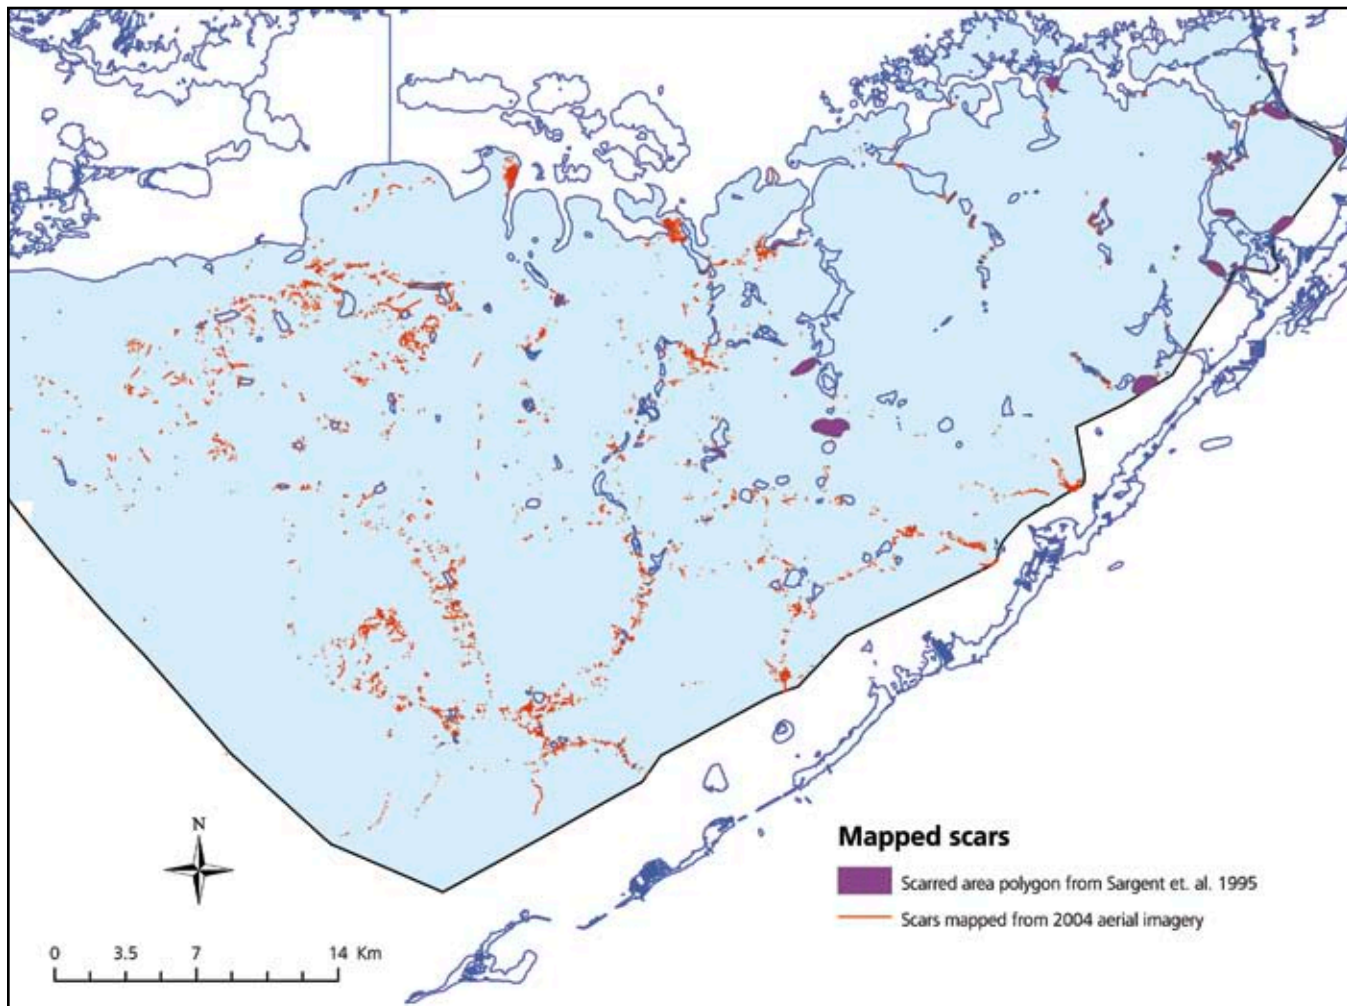 N
0 3.5 7 14 Km
Mapped scars
Scarred area polygon from Sargent et. al. 1995
Scars mapped from 2004 aerial imagery